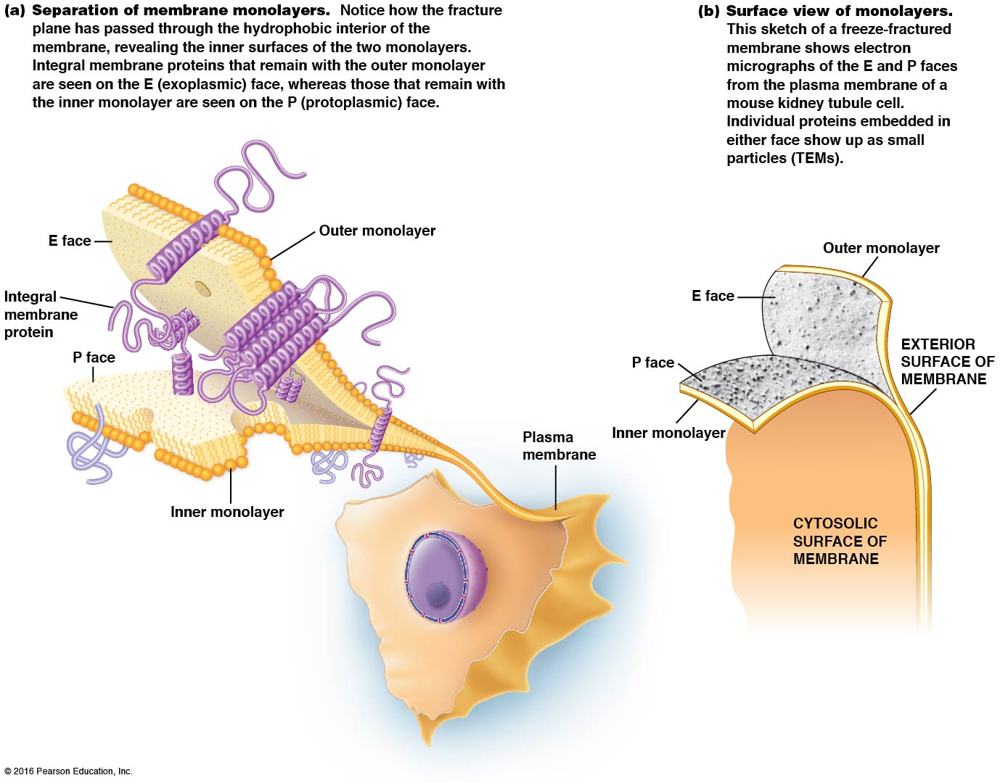 (a) Separation of membrane monolayers. Notice how the fracture
plane has passed through the hydrophobic interior of the
membrane, revealing the inner surfaces of the two monolayers.
Integral membrane proteins that remain with the outer monolayer
are seen on the E (exoplasmic) face, whereas those that remain with
the inner monolayer are seen on the P (protoplasmic) face.
E face
Outer monolayer
Integral
membrane
protein
P face
Inner monolayer
Plasma
membrane
(b) Surface view of monolayers.
This sketch of a freeze-fractured
membrane shows electron
micrographs of the E and P faces
from the plasma membrane of a
mouse kidney tubule cell.
Individual proteins embedded in
either face show up as small
particles (TEMs).
Outer monolayer
E face
EXTERIOR
SURFACE OF
MEMBRANE
P face
Inner monolayer
CYTOSOLIC
SURFACE OF
MEMBRANE
© 2016 Pearson Education, Inc.